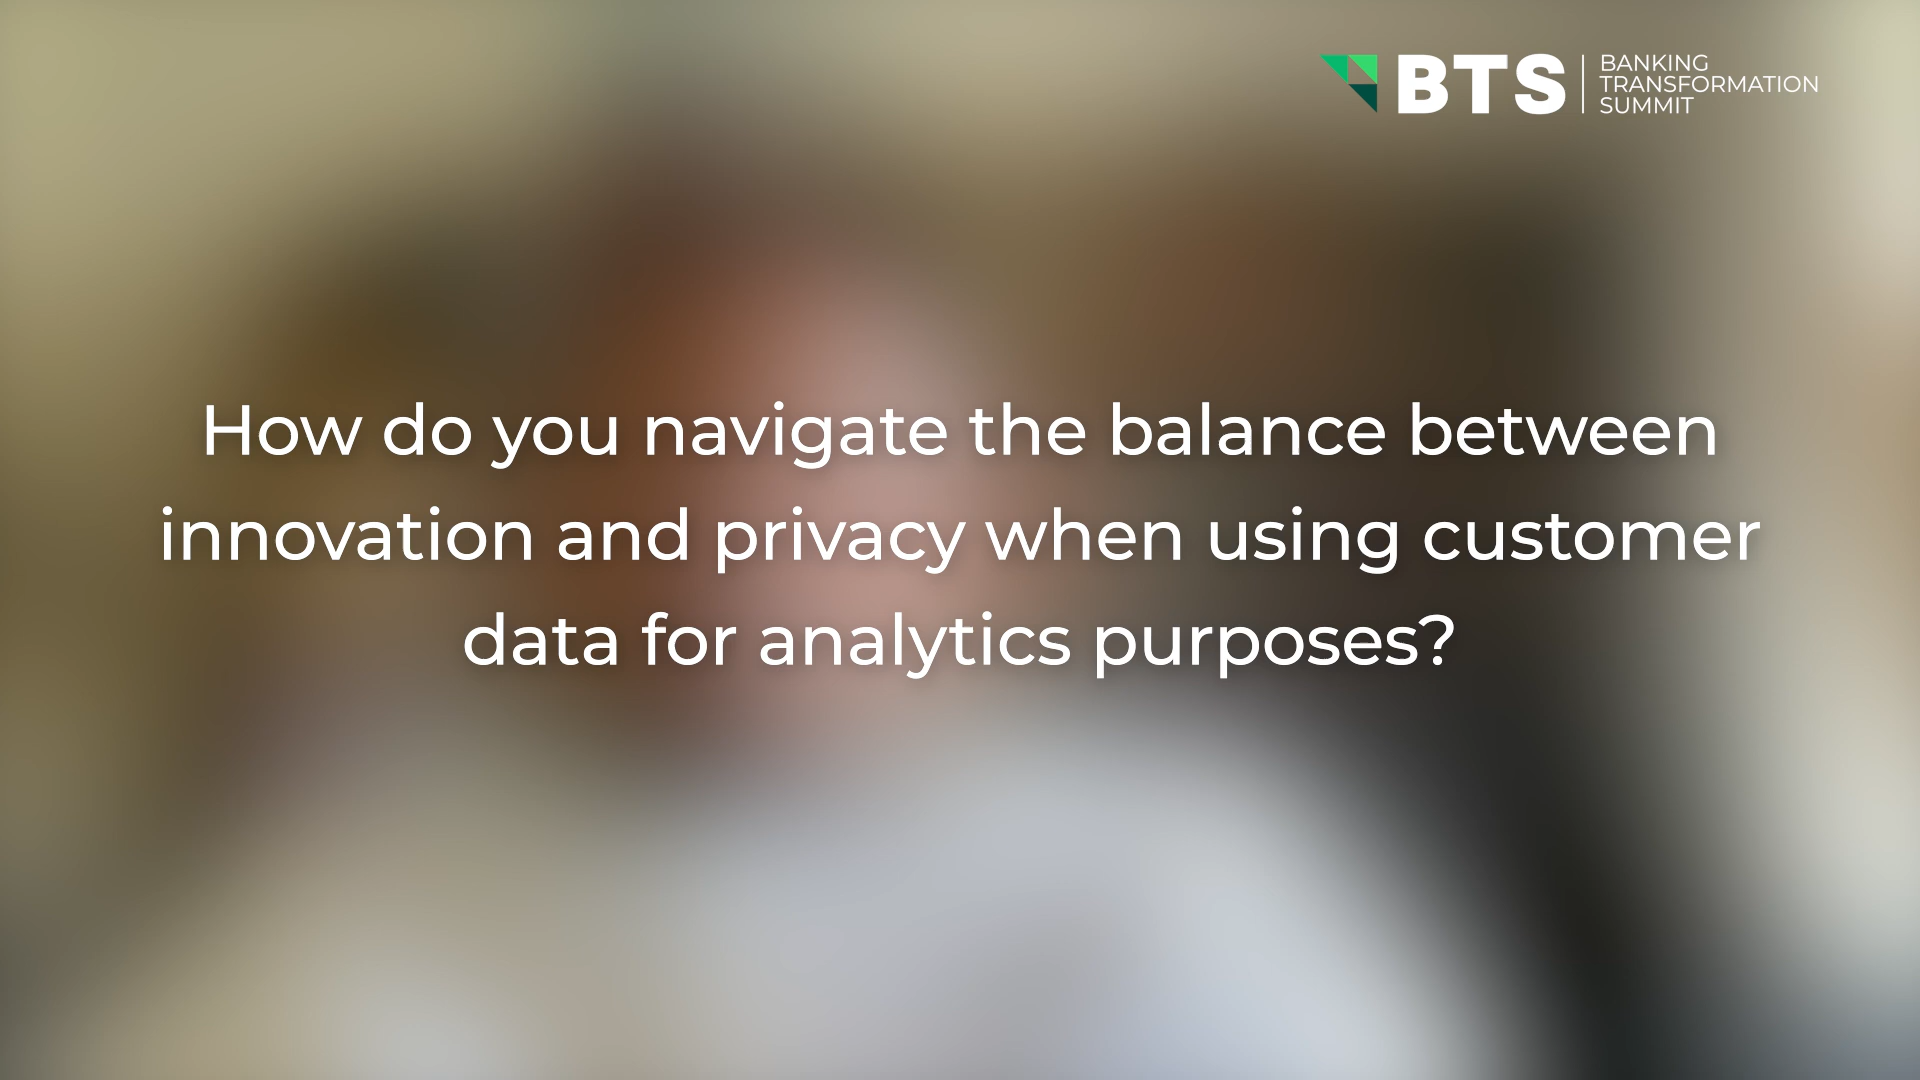 BTS
BANKING
TRANSFORMATION
SUMMIT
How do you navigate the balance between
innovation and privacy when using customer
data for analytics purposes?